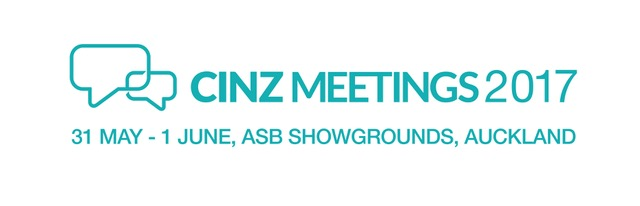 CINZ MEETINGS 2017
31 MAY - 1 JUNE, ASB SHOWGROUNDS, AUCKLAND